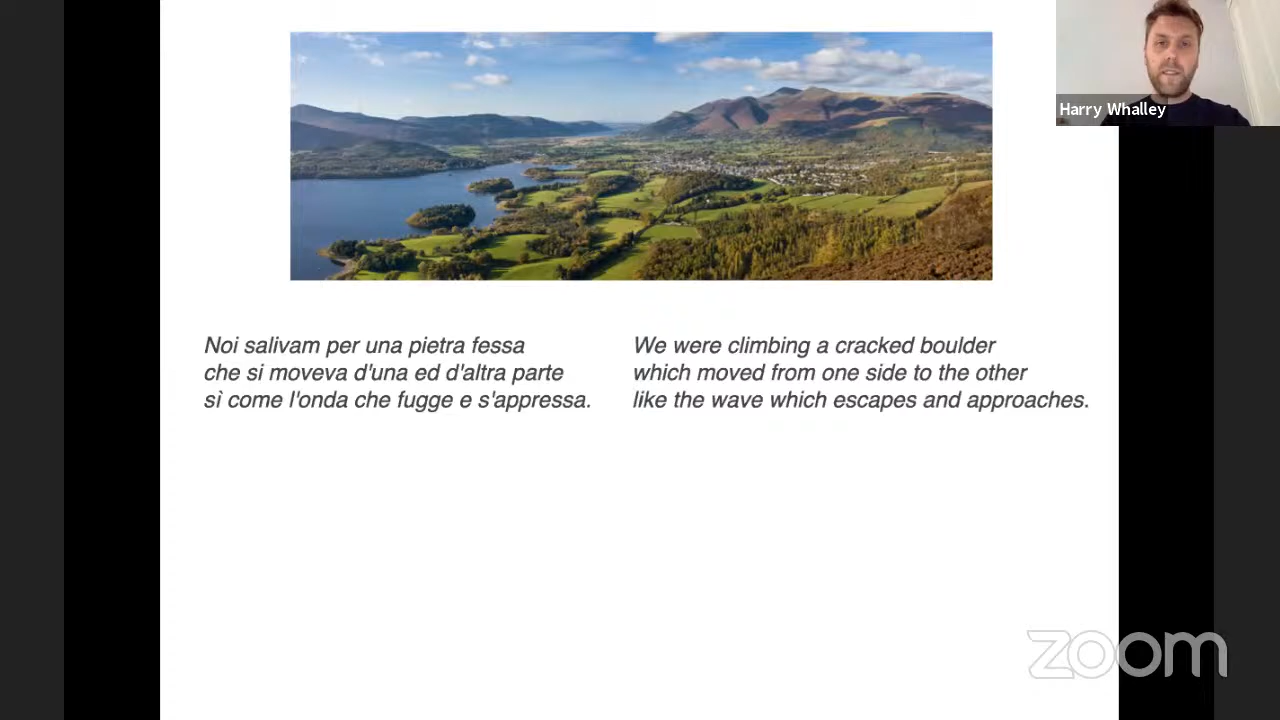 Harry Whalley
Noi salivam per una pietra fessa
che si moveva d'una ed d'altra parte
sì come l'onda che fugge e s'appressa.
We were climbing a cracked boulder
which moved from one side to the other
like the wave which escapes and approaches.
zoom